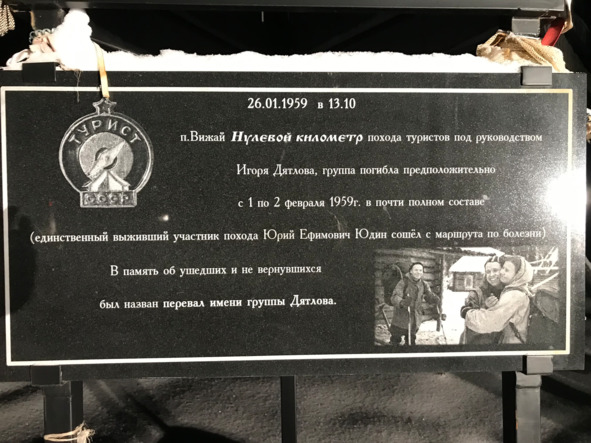 26.01.1959 в 13.10
ТУРИСТ
СССР
п.Вижай Нулевой километр похода туристов под руководством
Игоря Дятлова, группа погибла предположительно
с 1 по 2 февраля 1959г. в почти полном составе
(единственный выживший участник похода Юрий Ефимович Юдин сошёл с маршрута по болезни)
В память об ушедших и не вернувшихся
был назван перевал имени группы Дятлова.